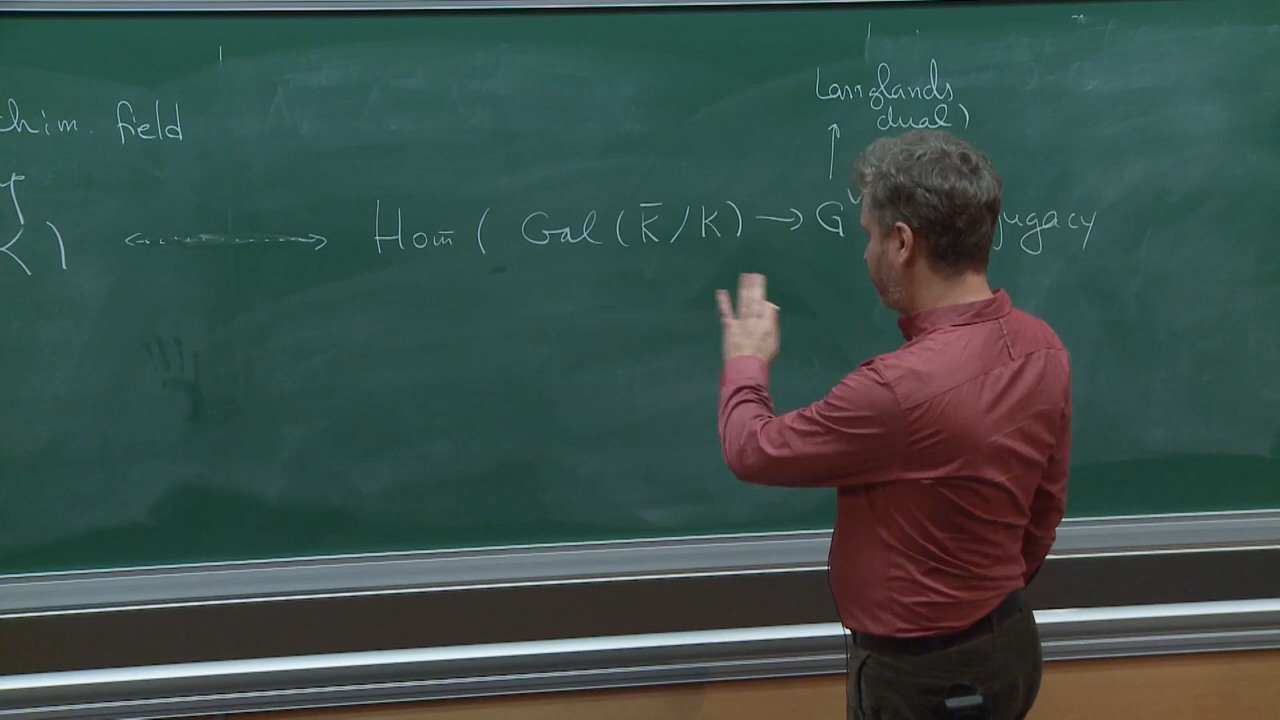 Langlands
dual)
chim. field
) <-----> Hom ( Gal ( K̄ / K ) → G^∨ jugacy